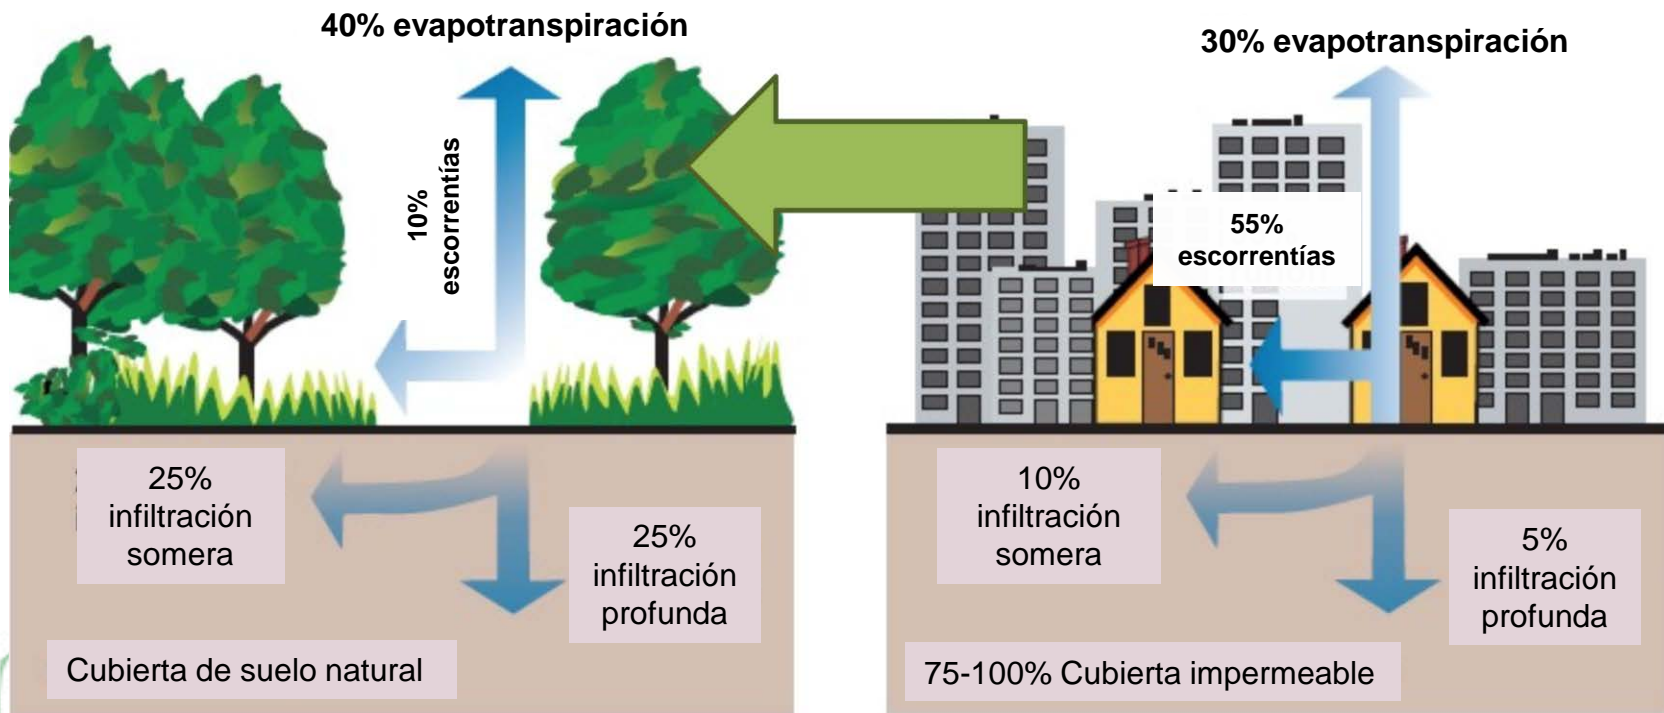 40% evapotranspiración
10%
escorrentías
25%
infiltración
somera
25%
infiltración
profunda
Cubierta de suelo natural
30% evapotranspiración
55%
escorrentías
10%
infiltración
somera
5%
infiltración
profunda
75-100% Cubierta impermeable